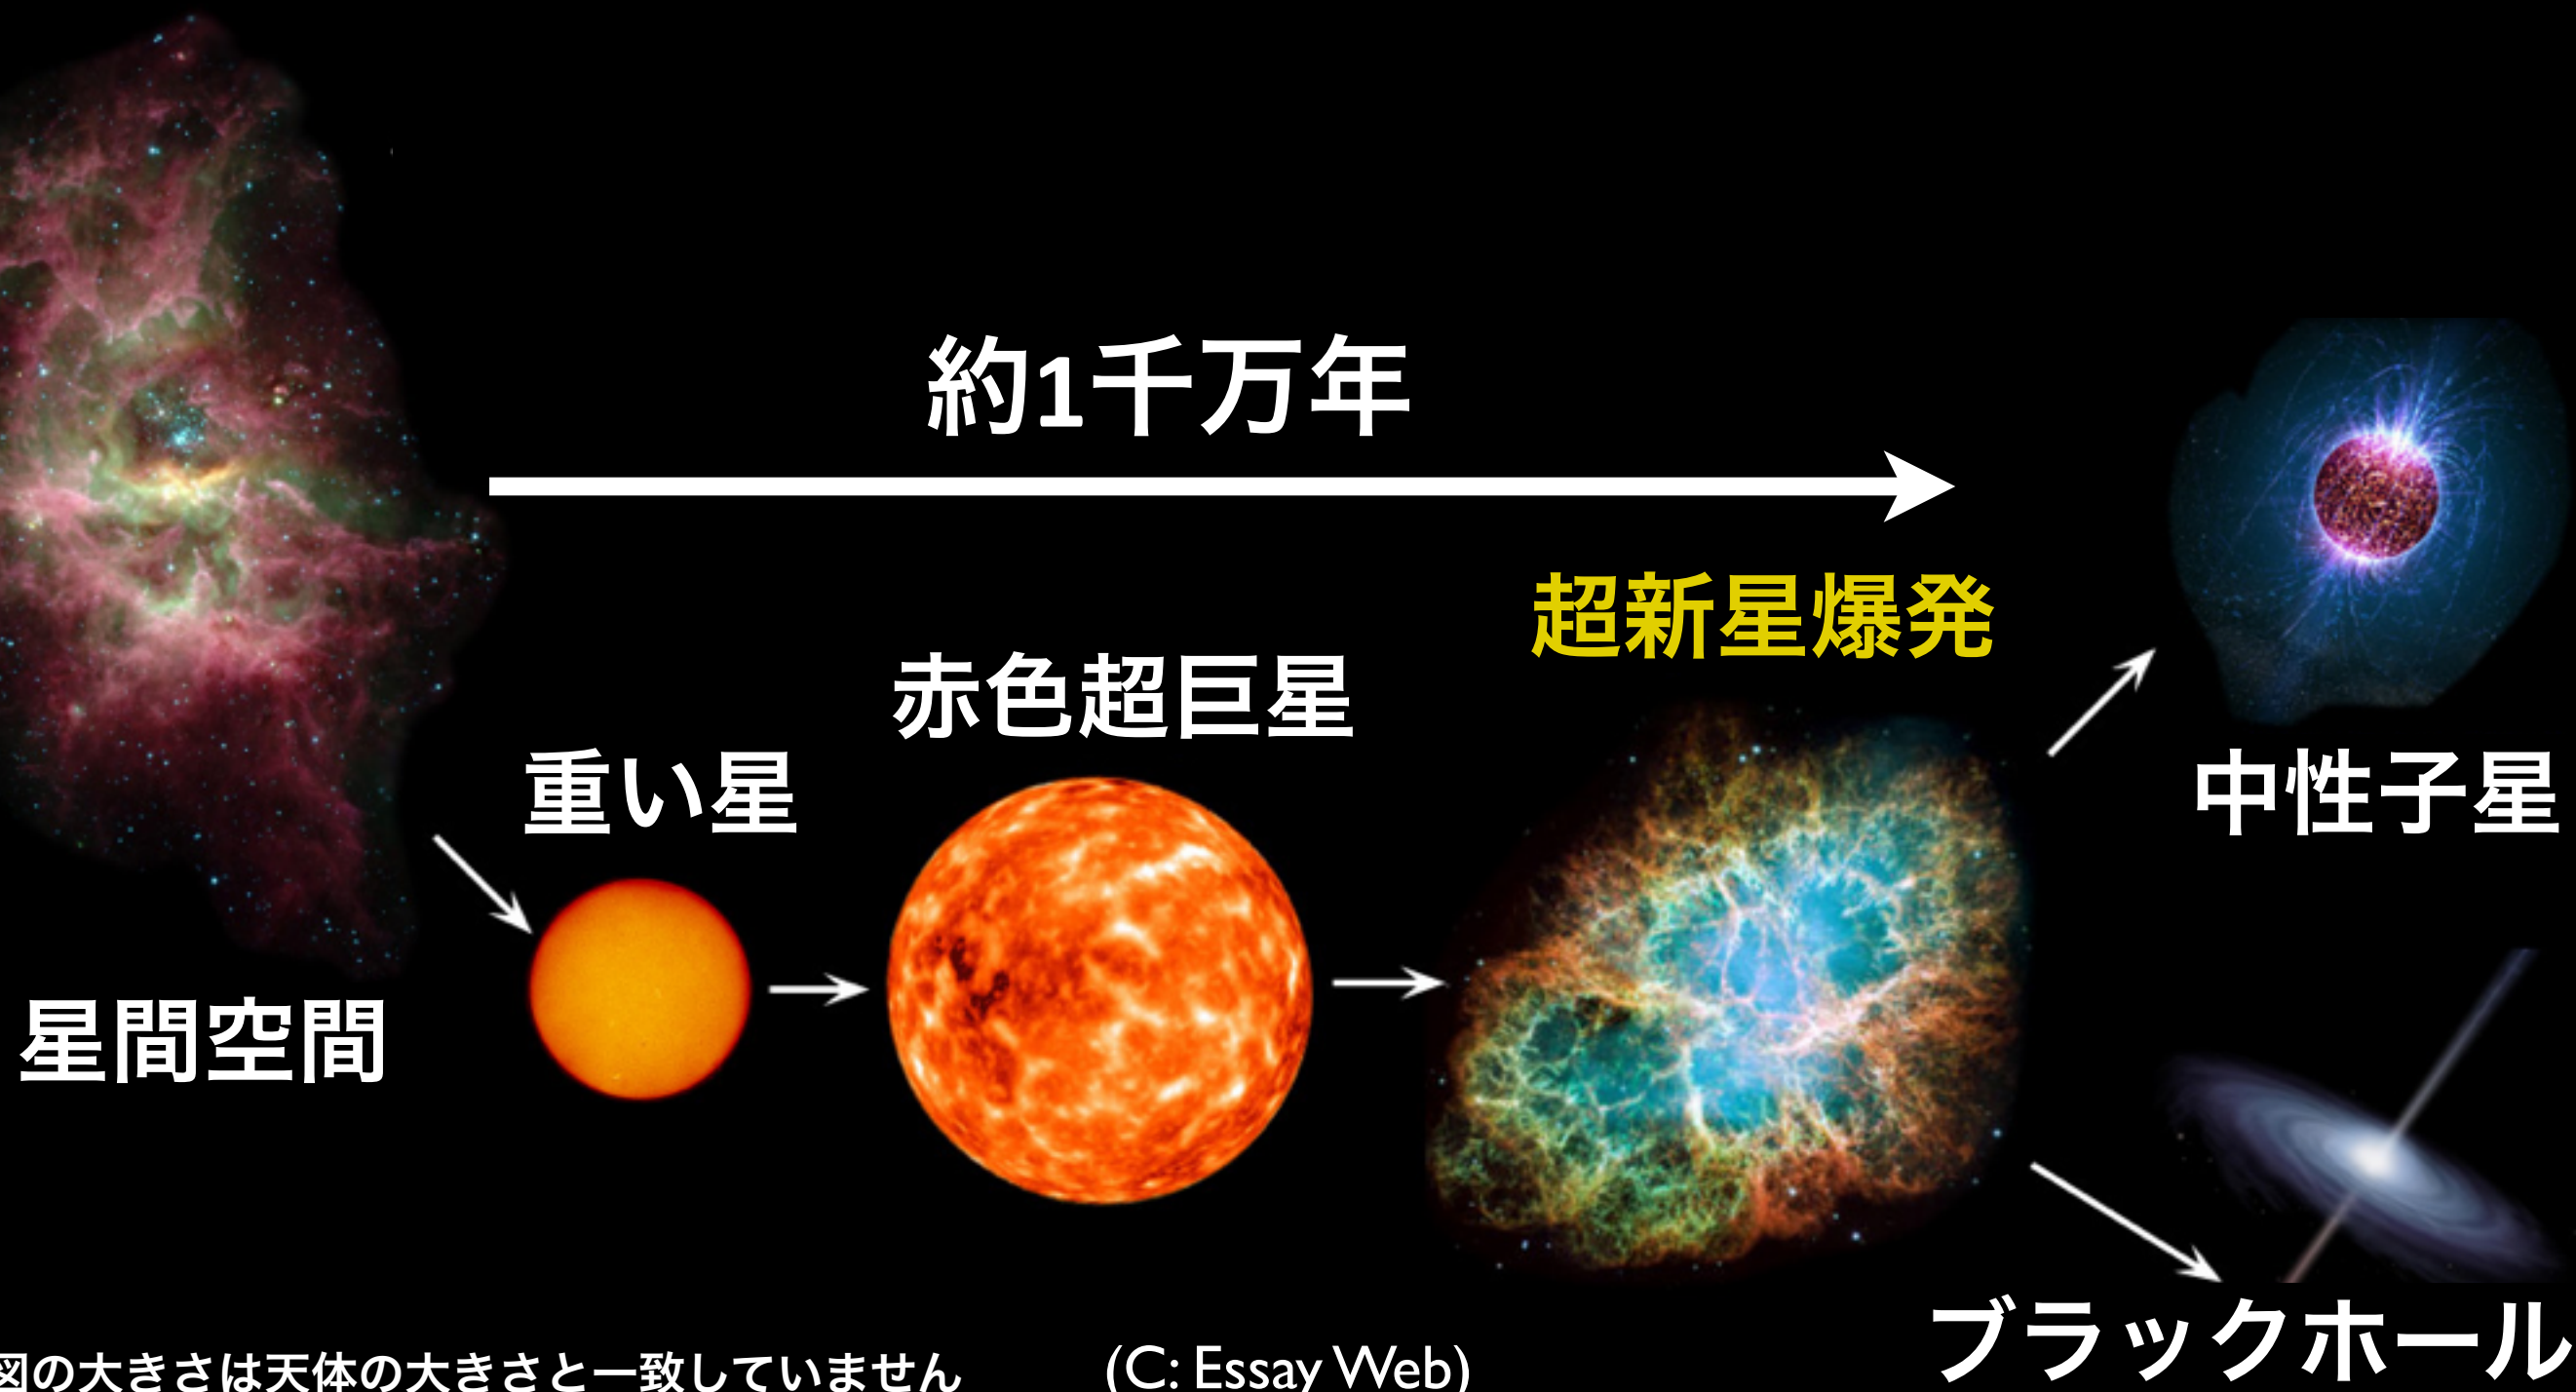 約1千万年
超新星爆発
赤色超巨星
重い星
中性子星
星間空間
ブラックホール
図の大きさは天体の大きさと一致していません
(C: Essay Web)